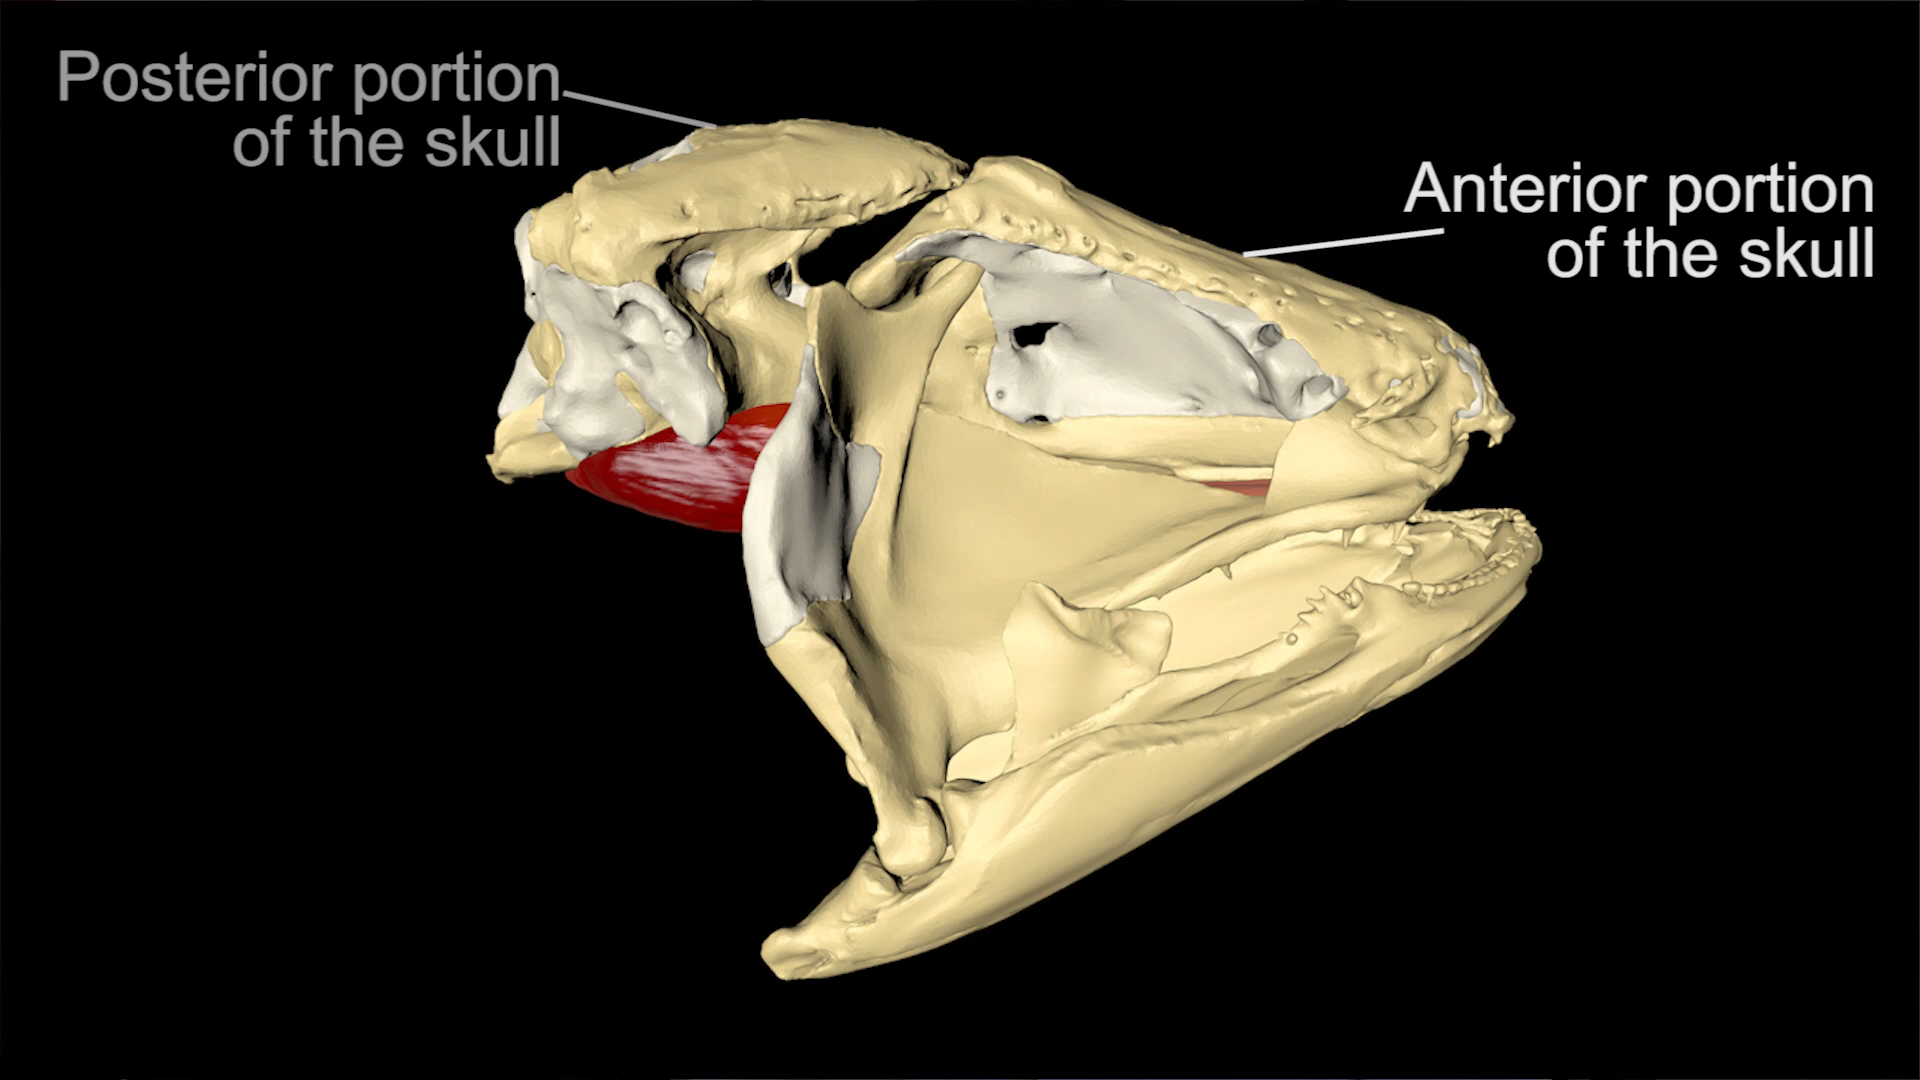 Posterior portion
of the skull
Anterior portion
of the skull